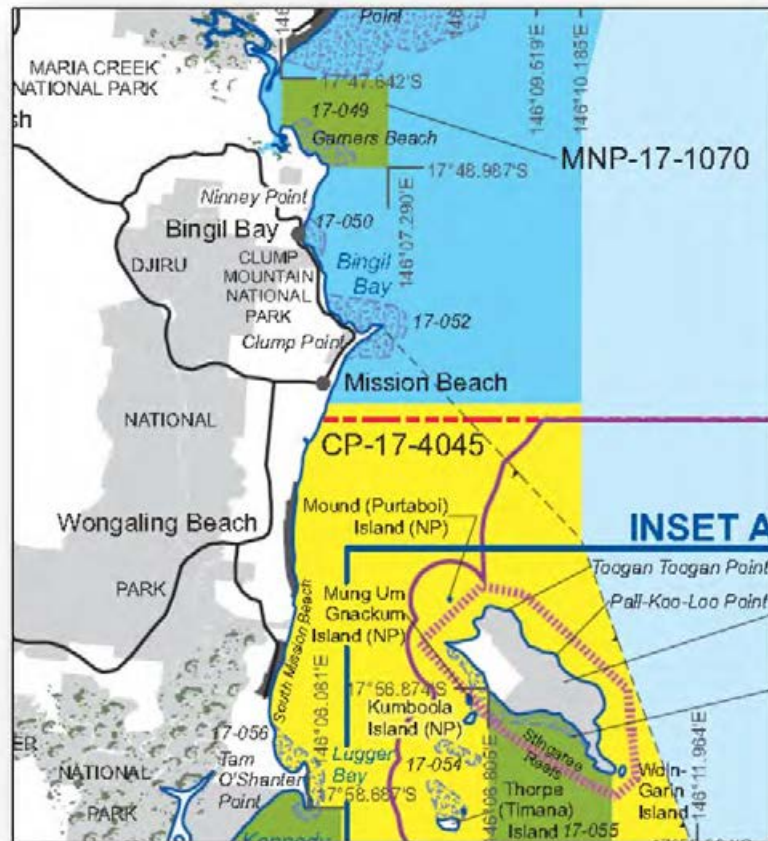 Point
MARIA CREEK
NATIONAL PARK
17°47.642'S
146°09.519'E
146°10.185'E
17-049
Garners Beach
MNP-17-1070
17°48.987'S
146°07.290'E
Ninney Point
17-050
Bingil Bay
Bingil
Bay
DJIRU
CLUMP
MOUNTAIN
NATIONAL
PARK
17-052
Clump Point
Mission Beach
NATIONAL
CP-17-4045
Wongaling Beach
Mound (Purtaboi)
Island (NP)
INSET A
Toogan Toogan Point
PARK
Mung Um
Gnackum
Island (NP)
Pall-Koo-Loo Point
South Mission Beach
146°06.081'E
17°56.874'S
Kumboola
Island (NP)
17-056
Tam
O'Shanter
Point
Lugger
Bay
17-054
Stingaree
Reefs
146°11.964'E
Woln-
Garin
Island
NATIONAL
PARK
17°58.687'S
Thorpe
(Timana)
Island 17-055
Kennedy